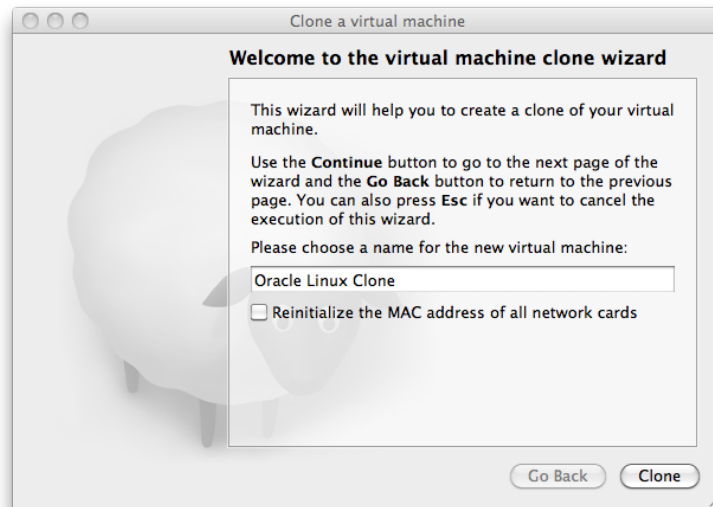 Clone a virtual machine
Welcome to the virtual machine clone wizard
This wizard will help you to create a clone of your virtual
machine.
Use the Continue button to go to the next page of the
wizard and the Go Back button to return to the previous
page. You can also press Esc if you want to cancel the
execution of this wizard.
Please choose a name for the new virtual machine:
Oracle Linux Clone
Reinitialize the MAC address of all network cards
Go Back
Clone